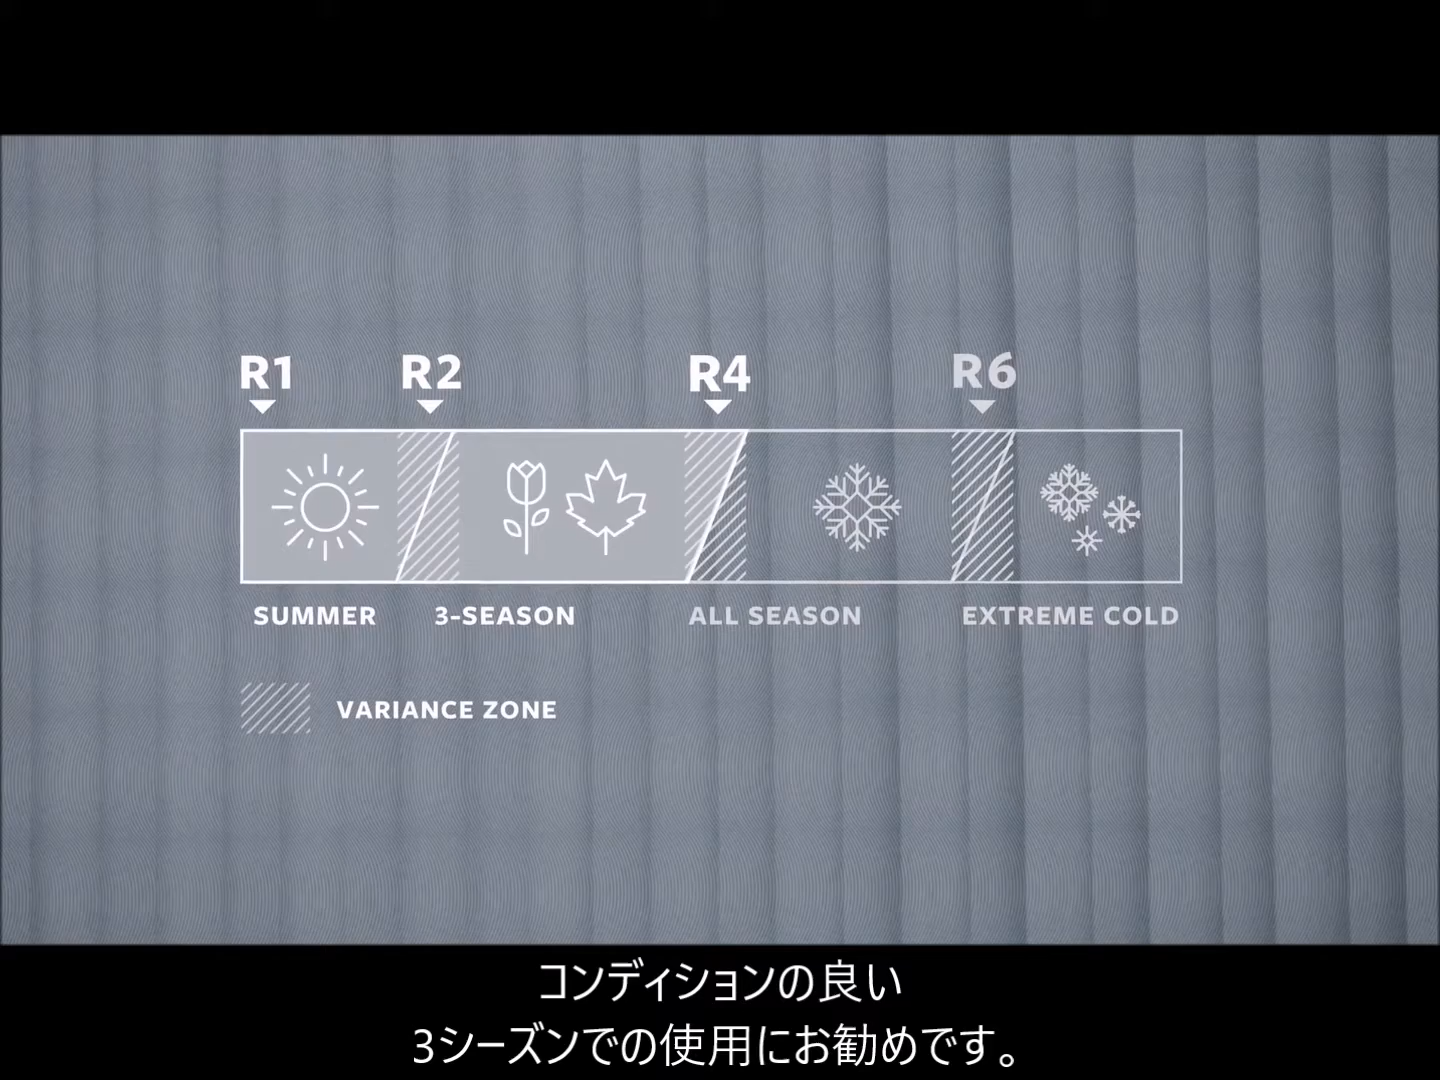 R1 R2 R4 R6
SUMMER 3-SEASON ALL SEASON EXTREME COLD
VARIANCE ZONE
コンディションの良い
3シーズンでの使用にお勧めです。